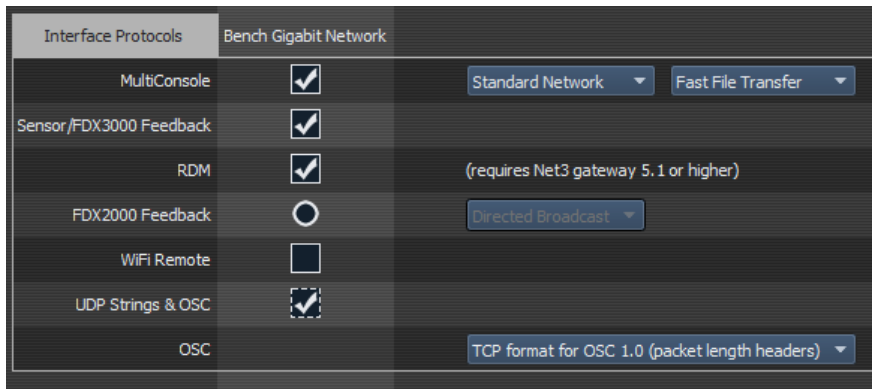 Interface Protocols Bench Gigabit Network
MultiConsole Standard Network Fast File Transfer
Sensor/FDX3000 Feedback
RDM (requires Net3 gateway 5.1 or higher)
FDX2000 Feedback Directed Broadcast
WiFi Remote
UDP Strings & OSC
OSC TCP format for OSC 1.0 (packet length headers)